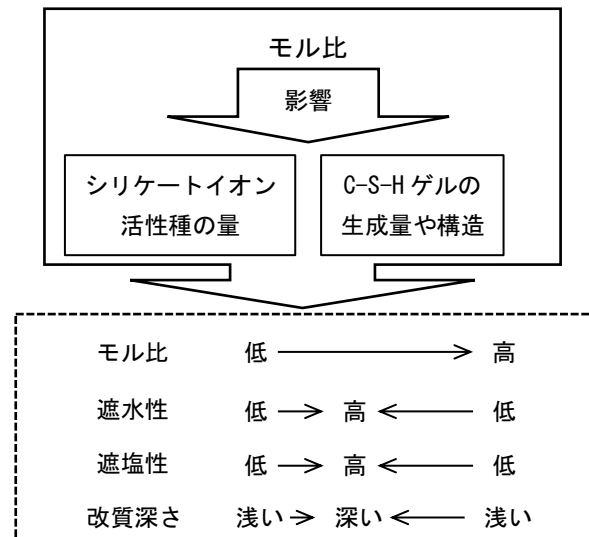 モル比
影響
シリケートイオン
活性種の量
C-S-Hゲルの
生成量や構造
モル比 低 高
遮水性 低 高 低
遮塩性 低 高 低
改質深さ 浅い 深い 浅い